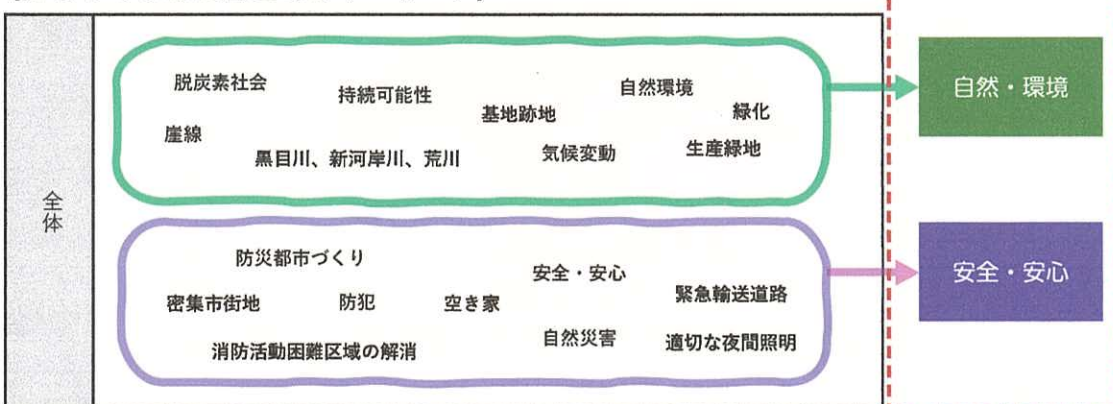 全体
脱炭素社会
持続可能性
自然環境
基地跡地
緑化
崖線
黒目川、新河岸川、荒川
気候変動
生産緑地
自然・環境
防災都市づくり
安全・安心
密集市街地
防犯
空き家
緊急輸送道路
消防活動困難区域の解消
自然災害
適切な夜間照明
安全・安心